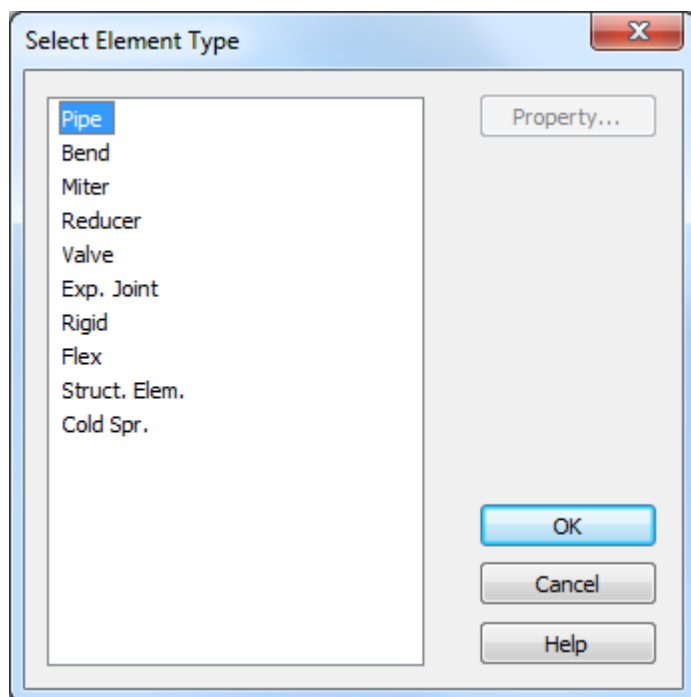 Select Element Type
Pipe
Bend
Miter
Reducer
Valve
Exp. Joint
Rigid
Flex
Struct. Elem.
Cold Spr.
Property...
OK
Cancel
Help